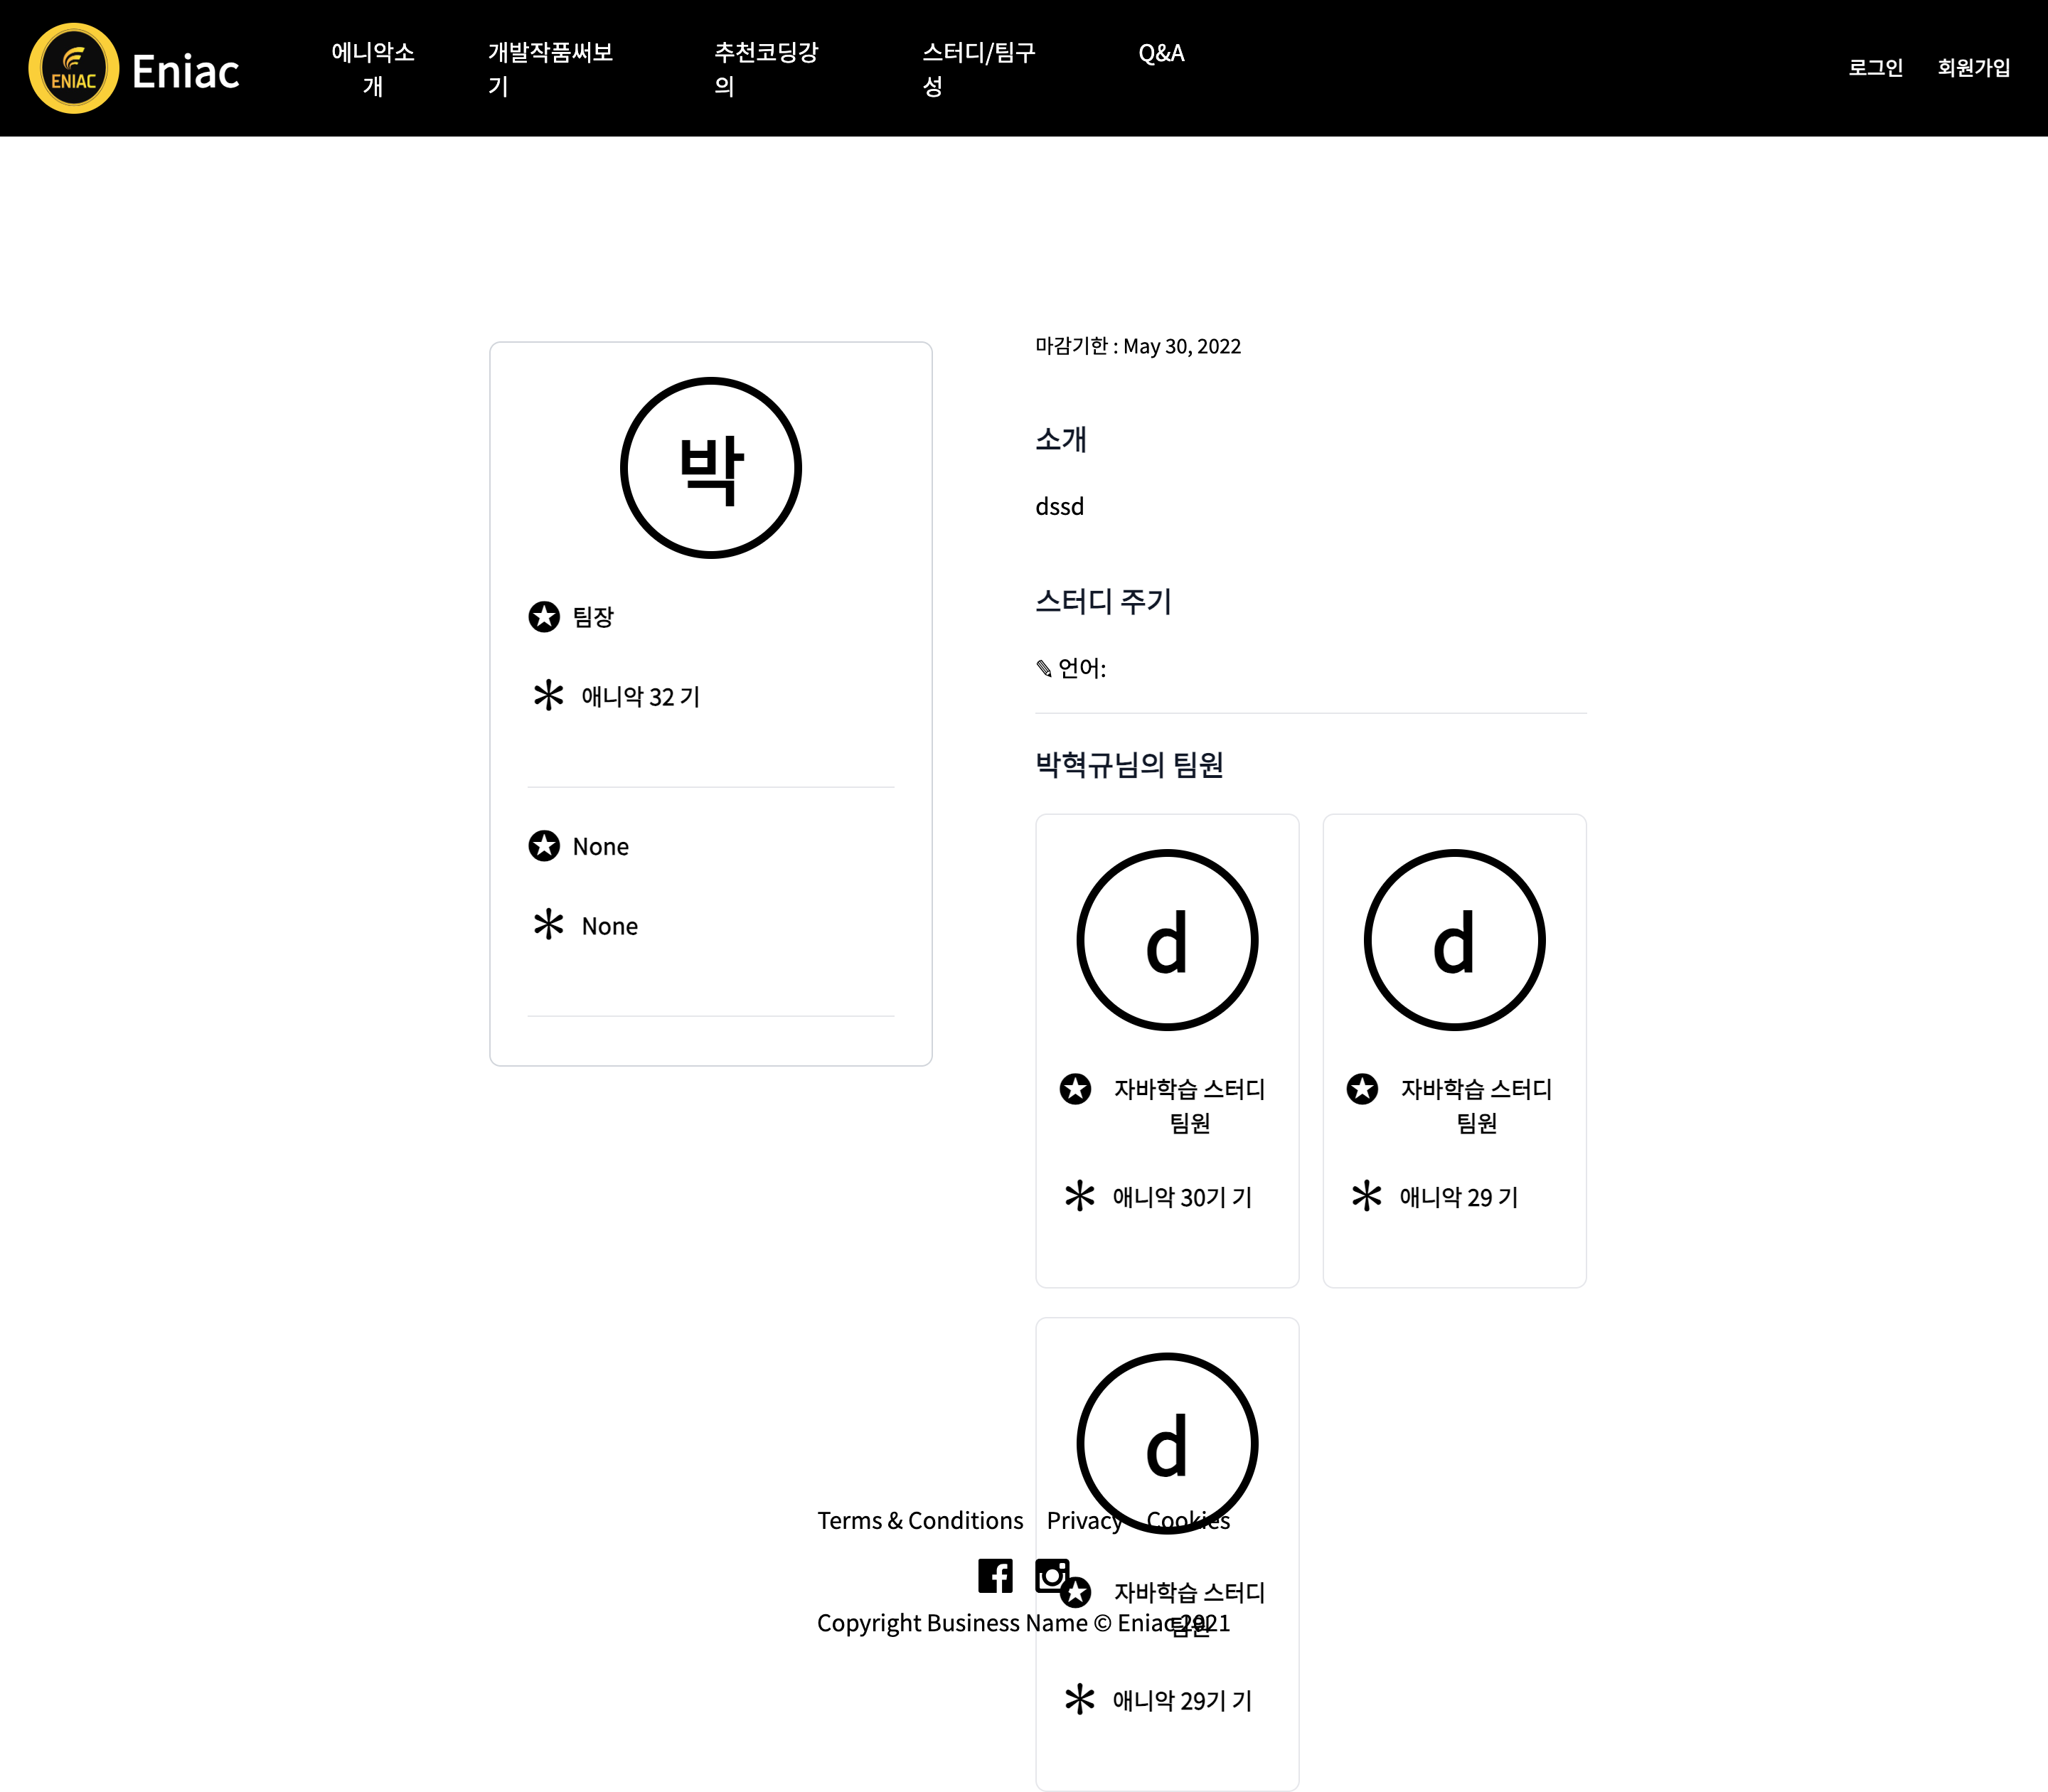 ENIAC
Eniac
에니악소
개
개발작품써보
기
추천코딩강
의
스터디/팀구
성
Q&A
로그인
회원가입
박
팀장
애니악 32 기
None
None
마감기한 : May 30, 2022
소개
dssd
스터디 주기
✎ 언어:
박혁규님의 팀원
d
자바학습 스터디
팀원
애니악 30기 기
d
자바학습 스터디
팀원
애니악 29 기
d
자바학습 스터디
팀원
애니악 29기 기
Terms & Conditions
Privacy
Cookies
Copyright Business Name © Eniac 2021